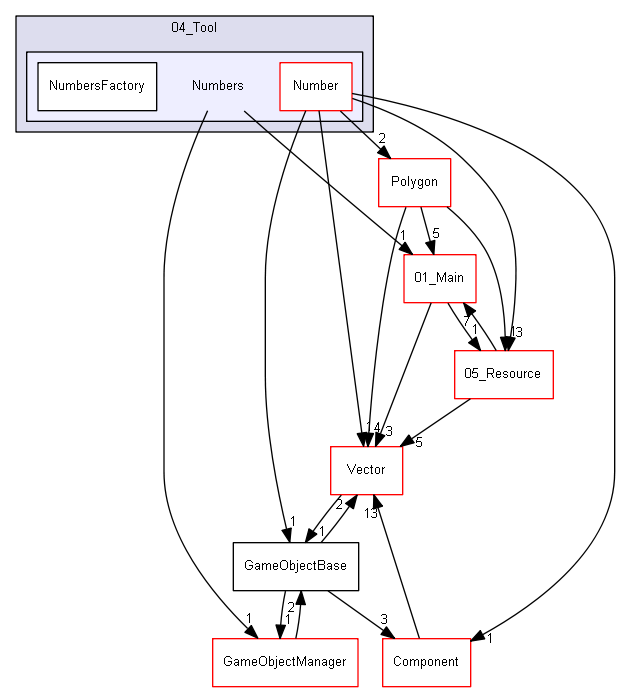 04_Tool
NumbersFactory
Numbers
Number
2
Polygon
1
5
01_Main
7
1
13
05_Resource
14
3
5
Vector
2
13
1
1
GameObjectBase
2
1
3
1
1
GameObjectManager
Component